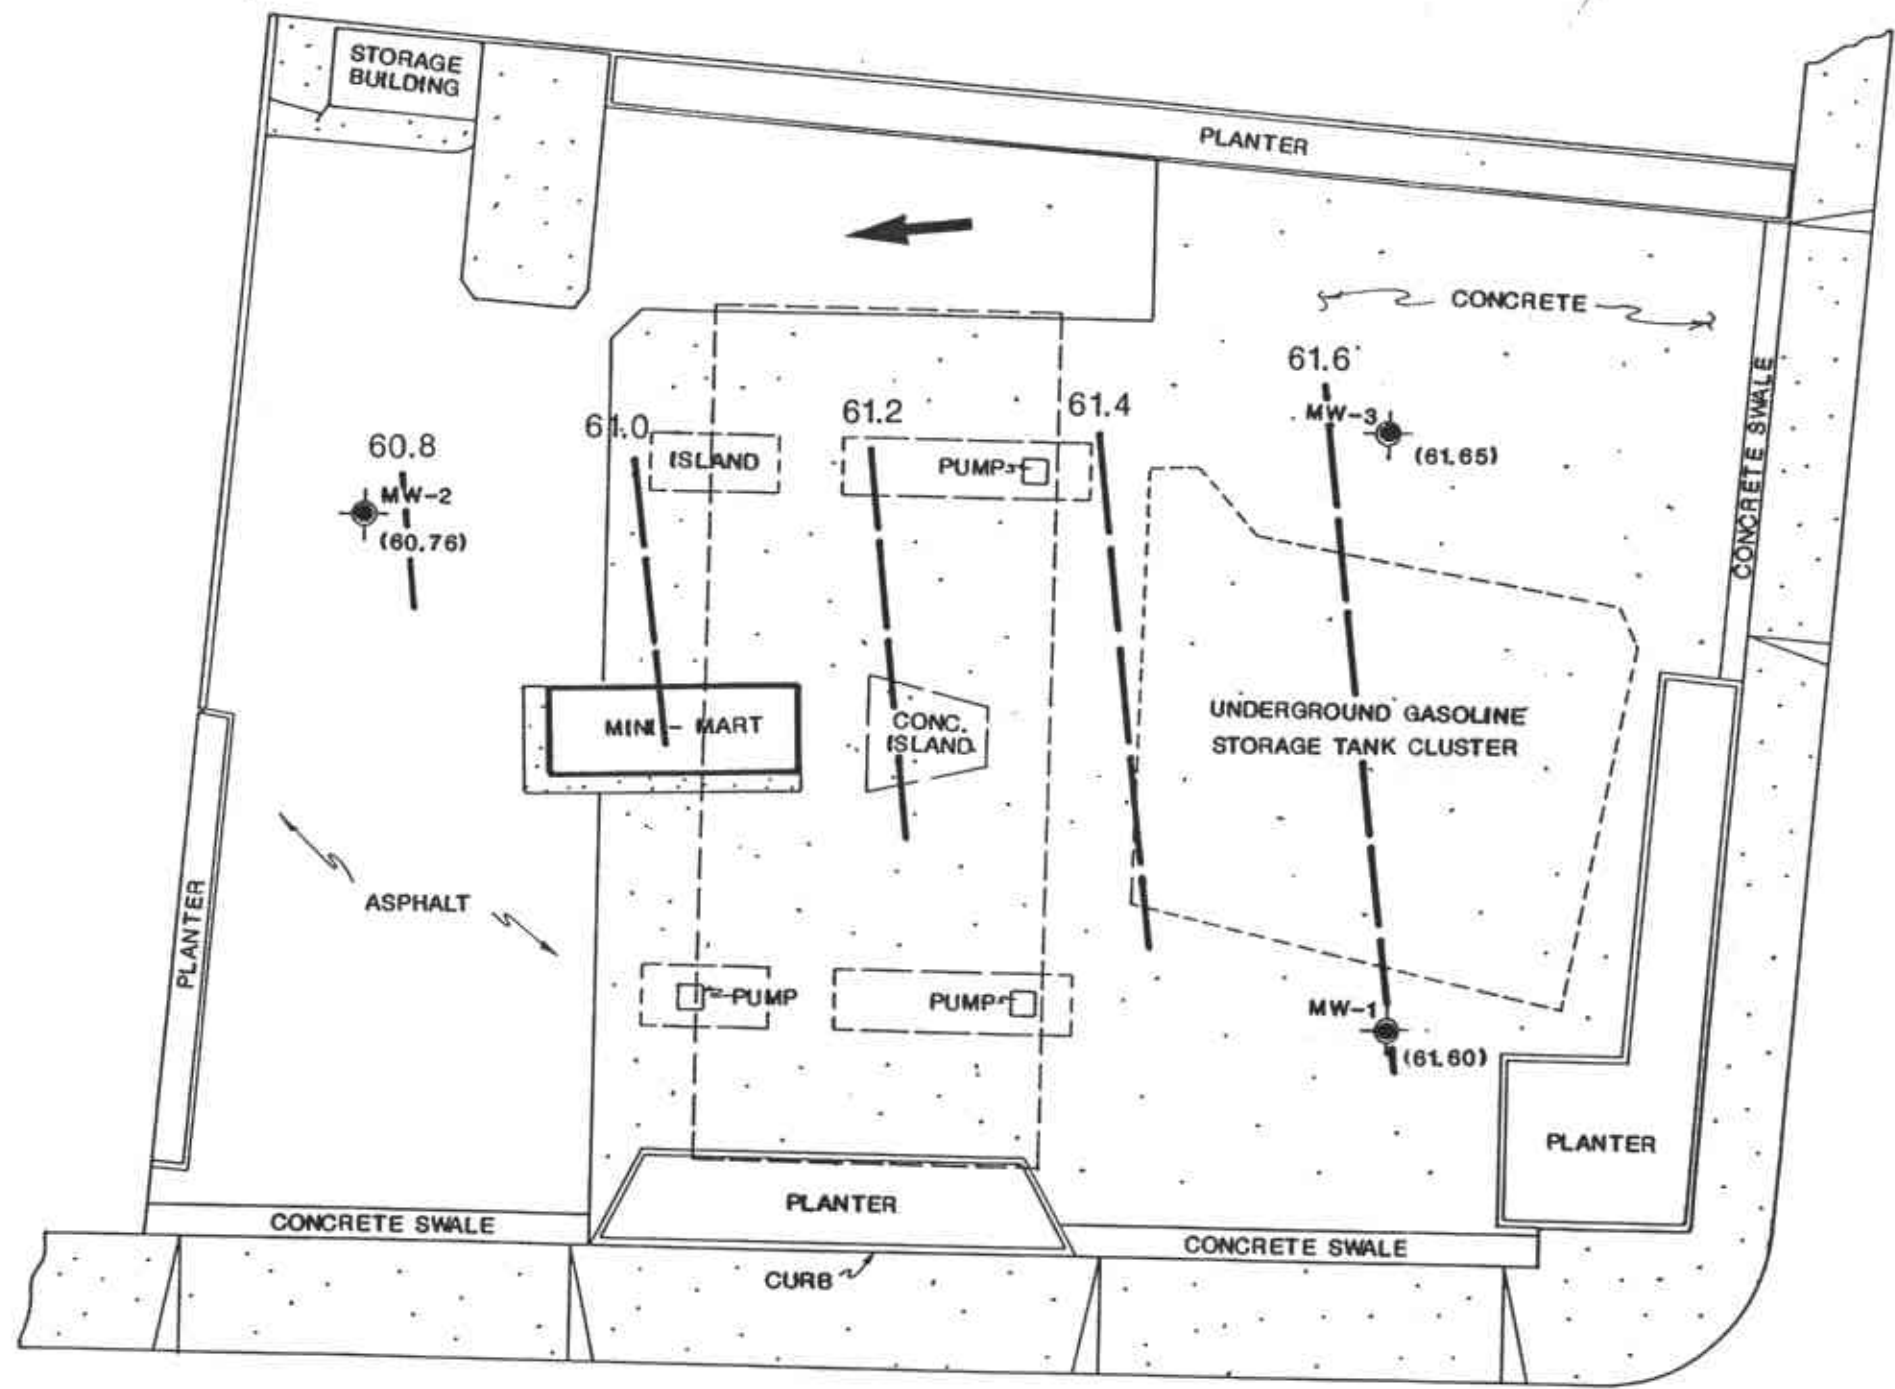 STORAGE
BUILDING
PLANTER
CONCRETE
61.6
61.4
61.2
61.0
60.8
MW-3
(61.65)
ISLAND
PUMP
MW-2
(60.76)
CONCRETE SWALE
UNDERGROUND GASOLINE
STORAGE TANK CLUSTER
MINI-MART
CONC.
ISLAND
ASPHALT
PLANTER
PUMP
PUMP
MW-1
(61.60)
PLANTER
PLANTER
CONCRETE SWALE
CONCRETE SWALE
CURB